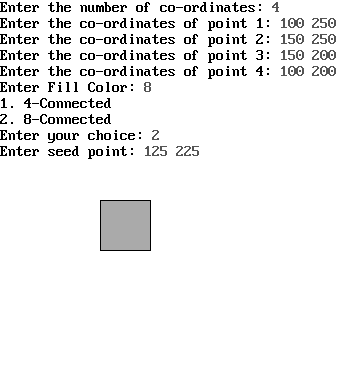 Enter the number of co-ordinates: 4
Enter the co-ordinates of point 1: 100 250
Enter the co-ordinates of point 2: 150 250
Enter the co-ordinates of point 3: 150 200
Enter the co-ordinates of point 4: 100 200
Enter Fill Color: 8
1. 4-Connected
2. 8-Connected
Enter your choice: 2
Enter seed point: 125 225